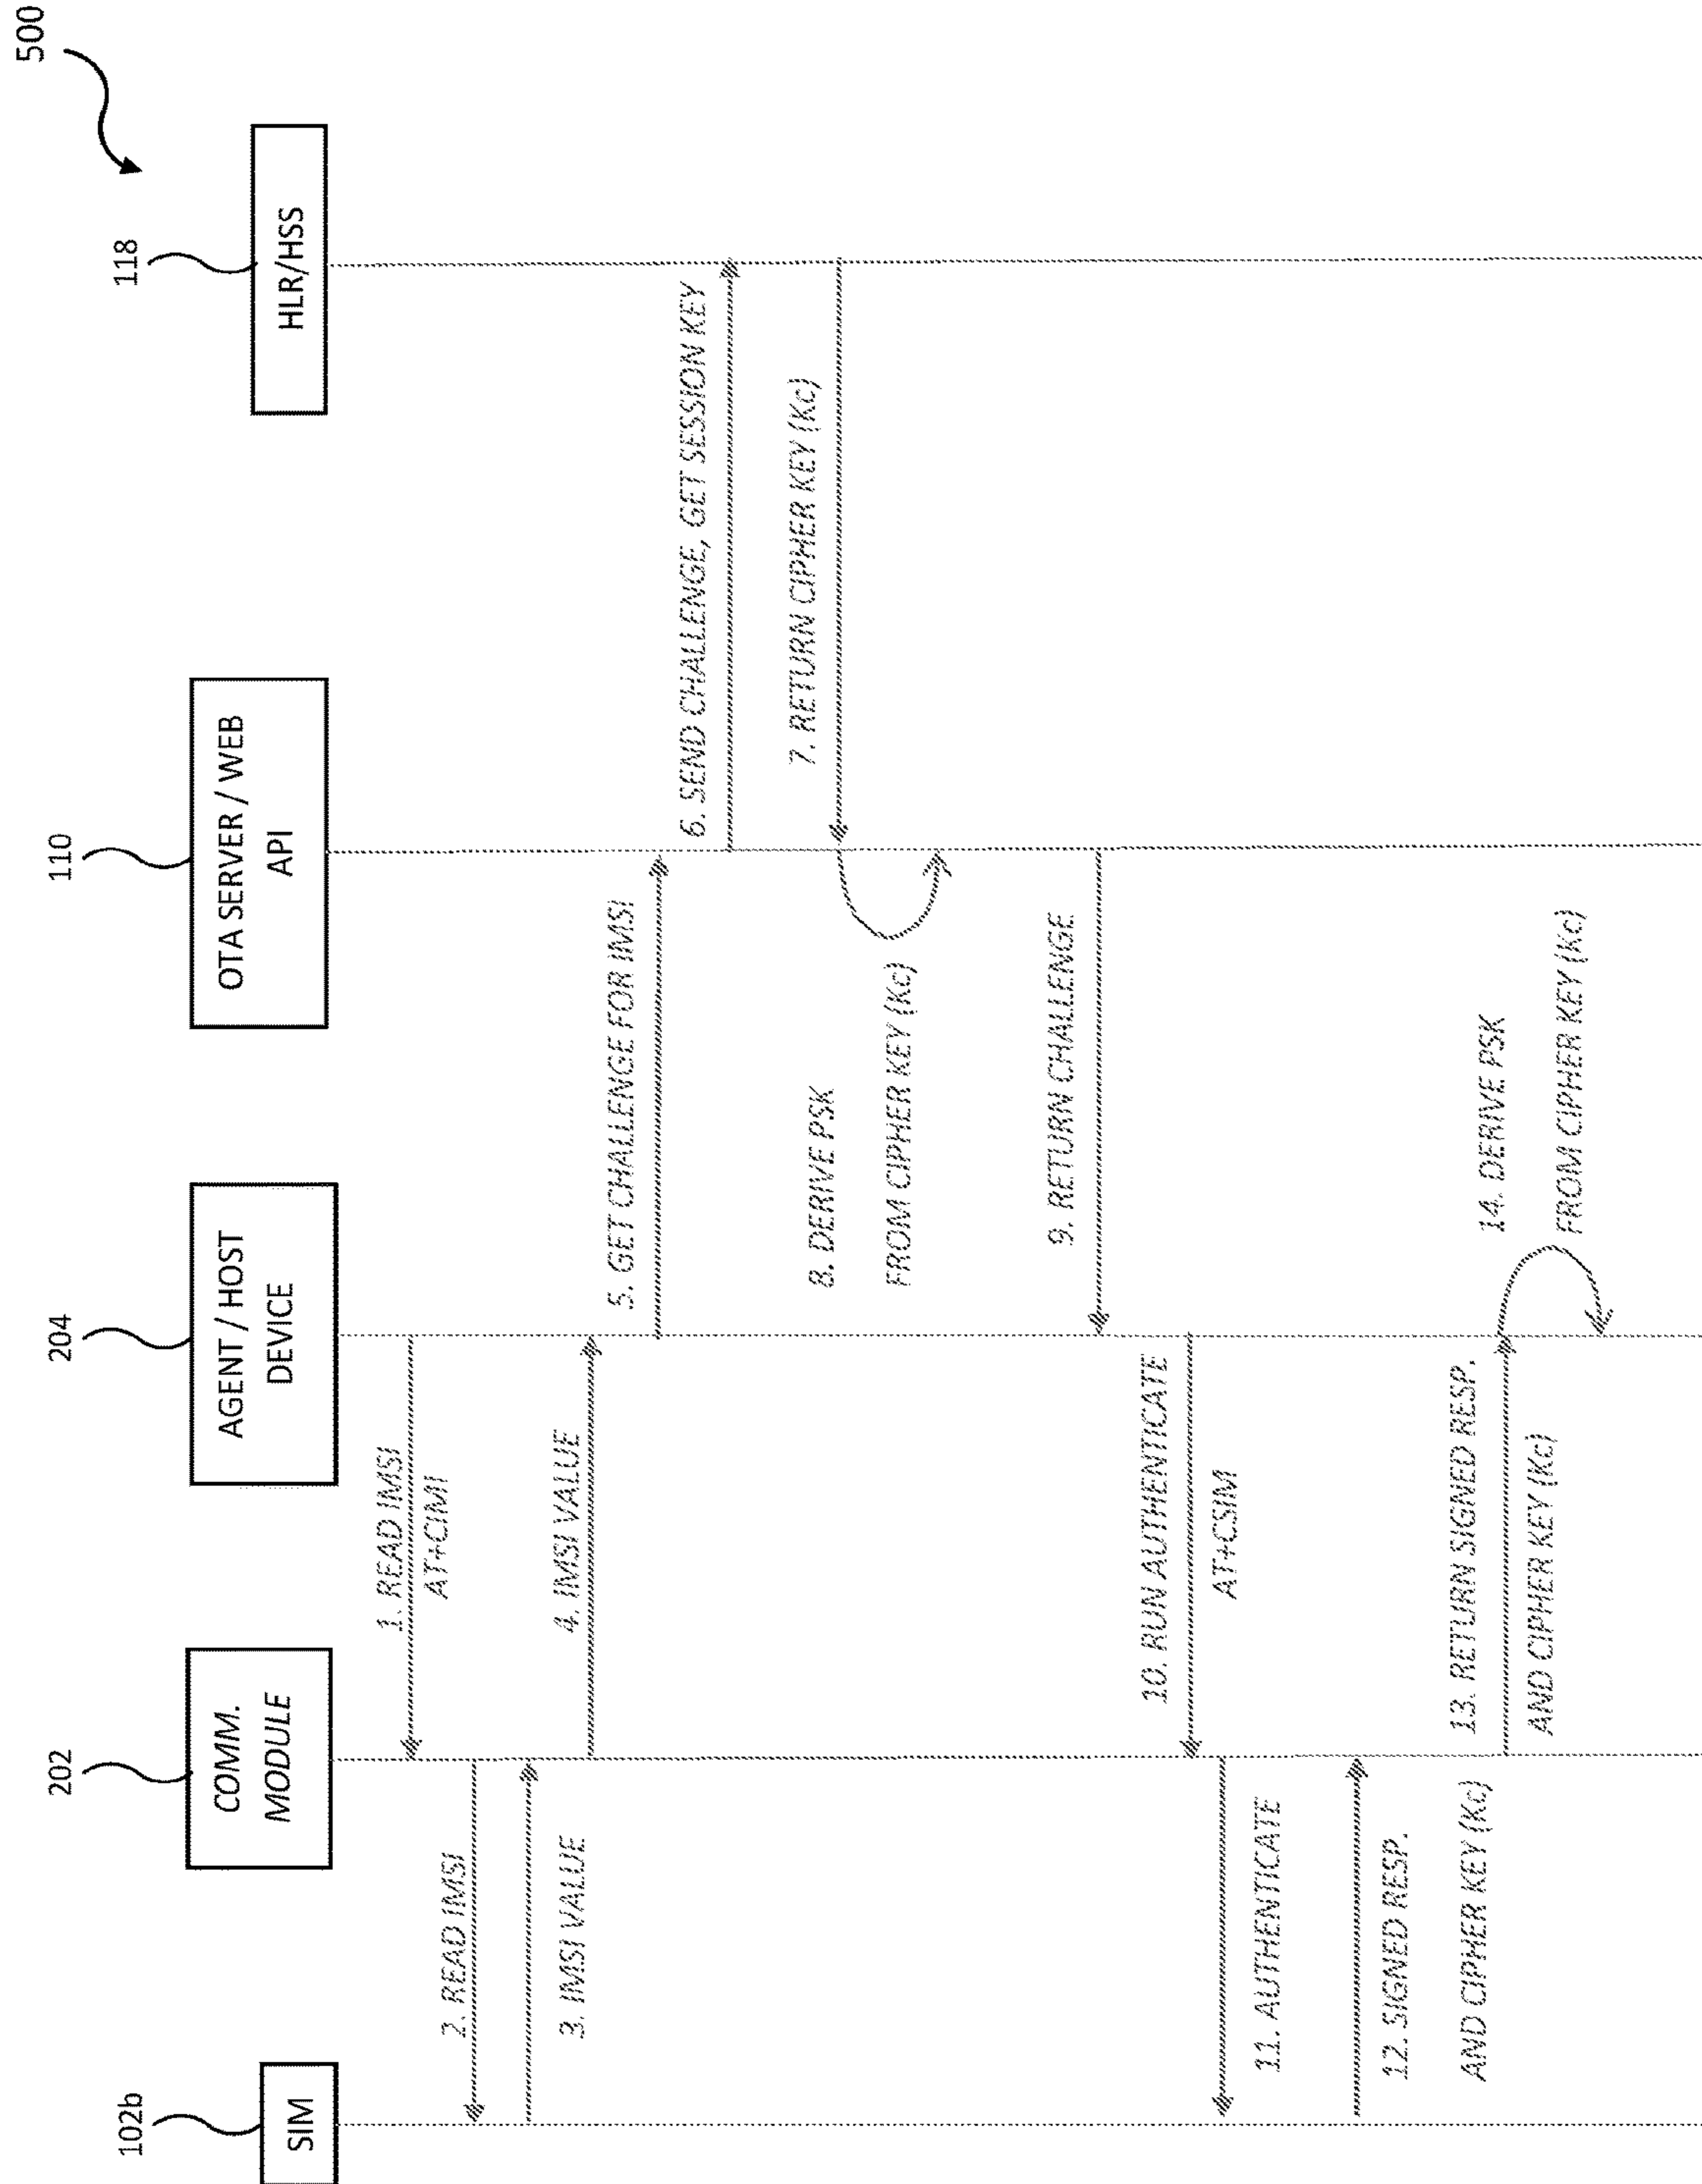 500
102b
202
204
110
118
SIM
COMM.
MODULE
AGENT / HOST
DEVICE
OTA SERVER / WEB
API
HLR/HSS
1. READ IMSI
AT+CIMI
2. READ IMSI
3. IMSI VALUE
4. IMSI VALUE
5. GET CHALLENGE FOR IMSI
6. SEND CHALLENGE, GET SESSION KEY
7. RETURN CIPHER KEY (Kc)
8. DERIVE PSK
FROM CIPHER KEY (Kc)
9. RETURN CHALLENGE
10. RUN AUTHENTICATE
AT+CSIM
11. AUTHENTICATE
12. SIGNED RESP.
AND CIPHER KEY (Kc)
13. RETURN SIGNED RESP.
AND CIPHER KEY (Kc)
14. DERIVE PSK
FROM CIPHER KEY (Kc)